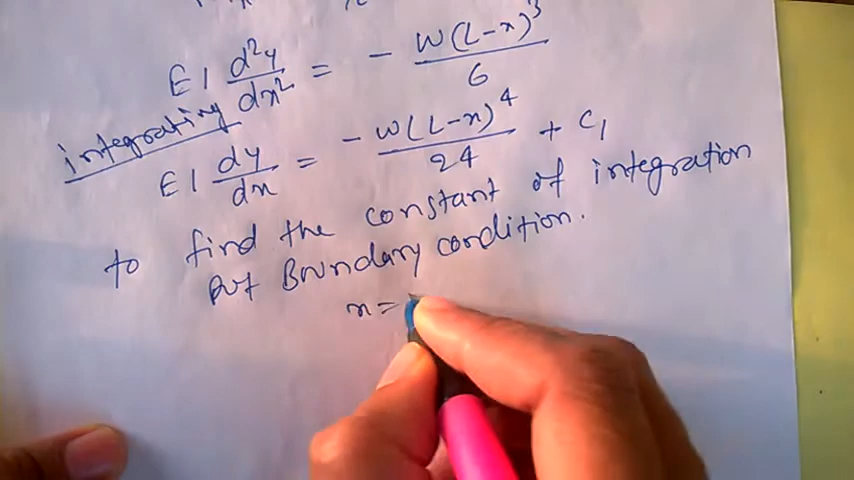 EI d²y/dx² = - W(L-x)³/6
integrating
EI dy/dx = -W(L-x)⁴/24 + C₁
to find the constant of integration
Put Boundary condition.
x=